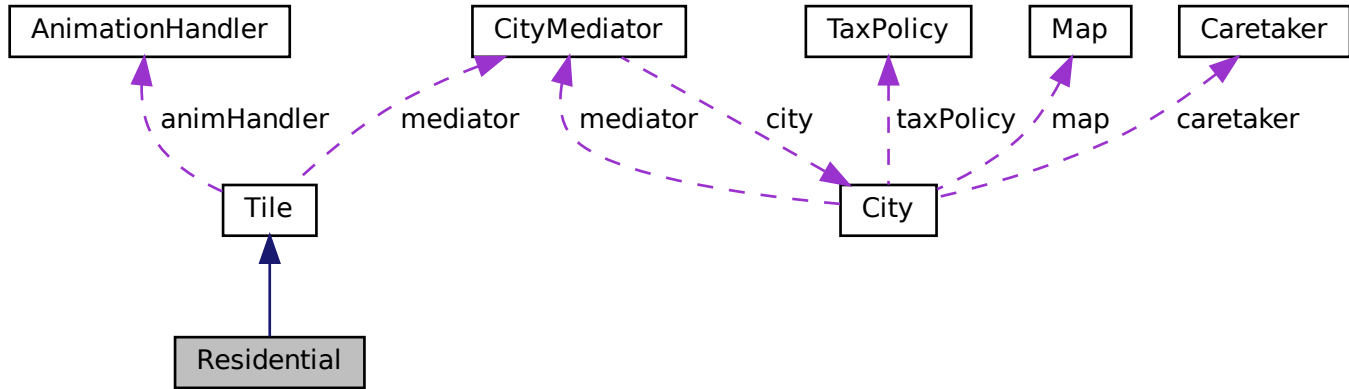 AnimationHandler
CityMediator
TaxPolicy
Map
Caretaker
animHandler
mediator
mediator
city
taxPolicy
map
caretaker
Tile
City
Residential